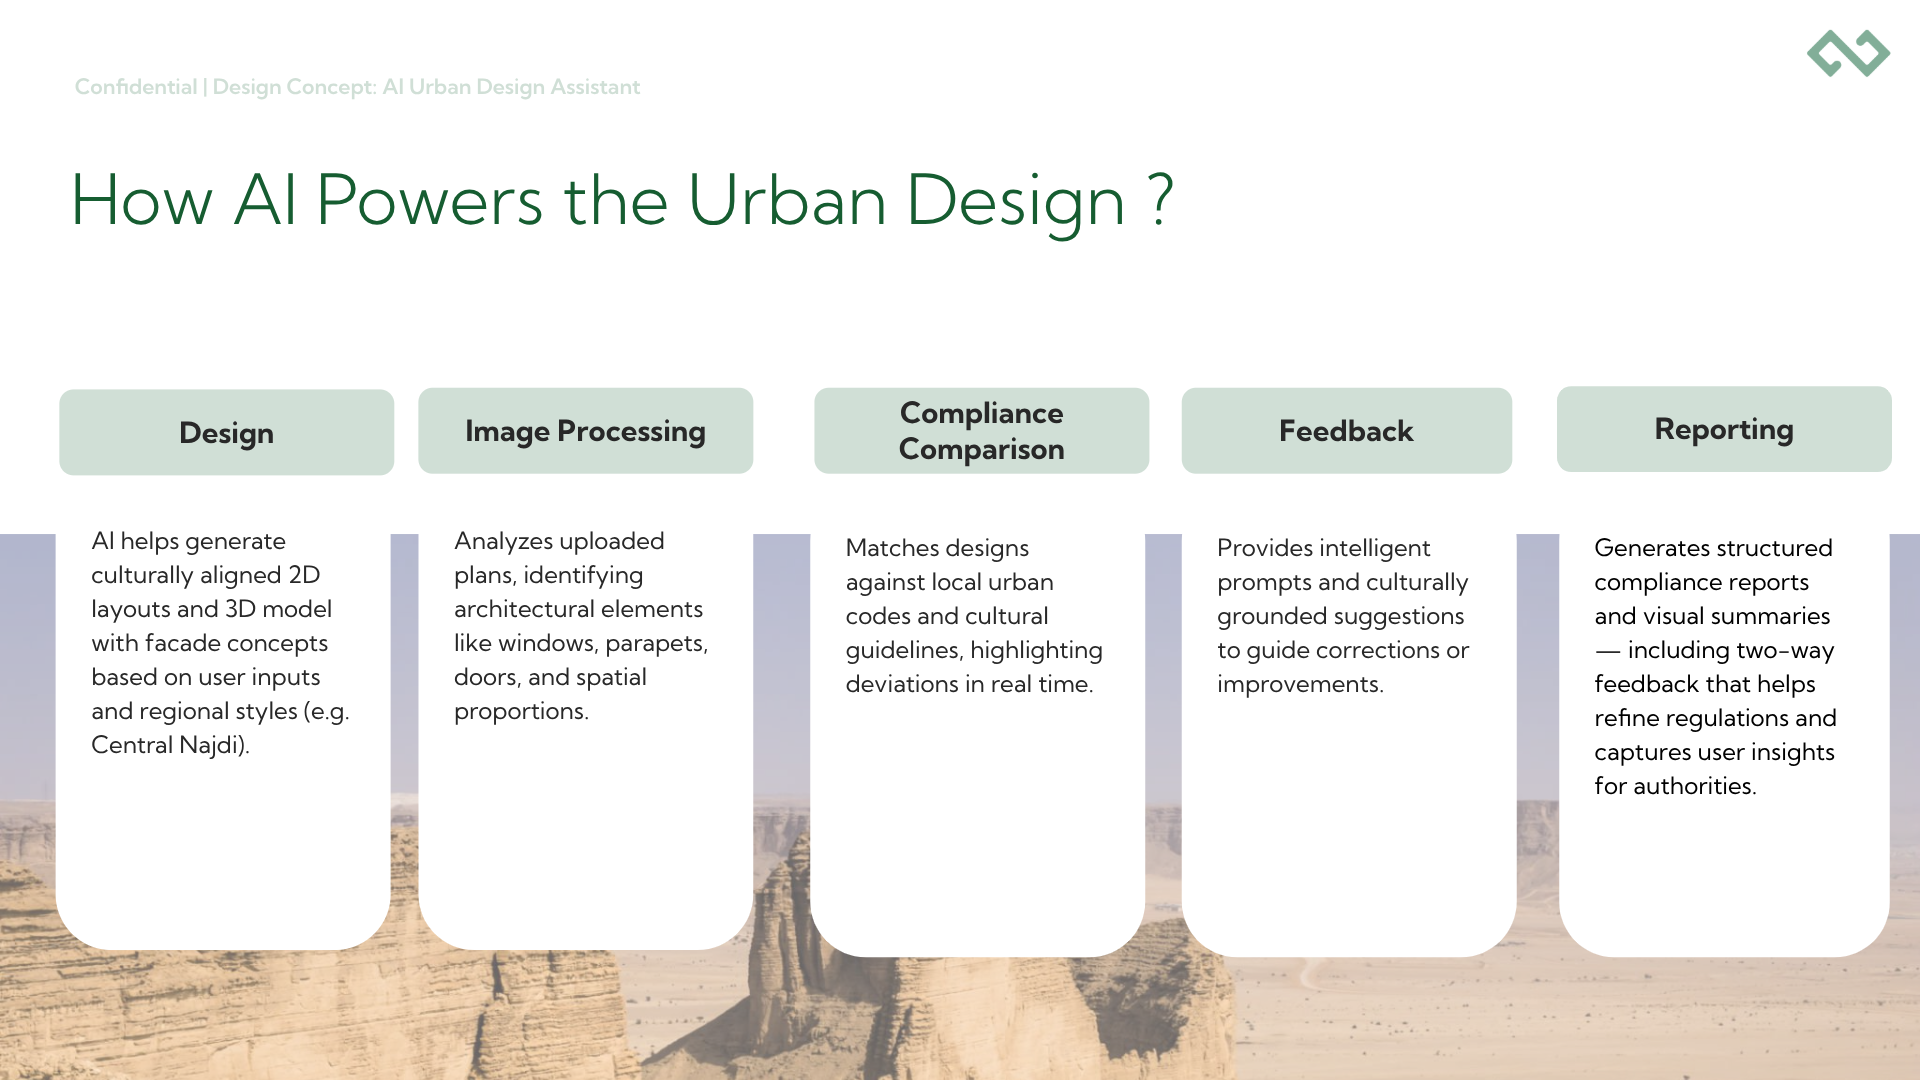 Confidential | Design Concept: AI Urban Design Assistant
How AI Powers the Urban Design ?
Design
AI helps generate
culturally aligned 2D
layouts and 3D model
with facade concepts
based on user inputs
and regional styles (e.g.
Central Najdi).
Image Processing
Analyzes uploaded
plans, identifying
architectural elements
like windows, parapets,
doors, and spatial
proportions.
Compliance
Comparison
Matches designs
against local urban
codes and cultural
guidelines, highlighting
deviations in real time.
Feedback
Provides intelligent
prompts and culturally
grounded suggestions
to guide corrections or
improvements.
Reporting
Generates structured
compliance reports
and visual summaries
— including two-way
feedback that helps
refine regulations and
captures user insights
for authorities.